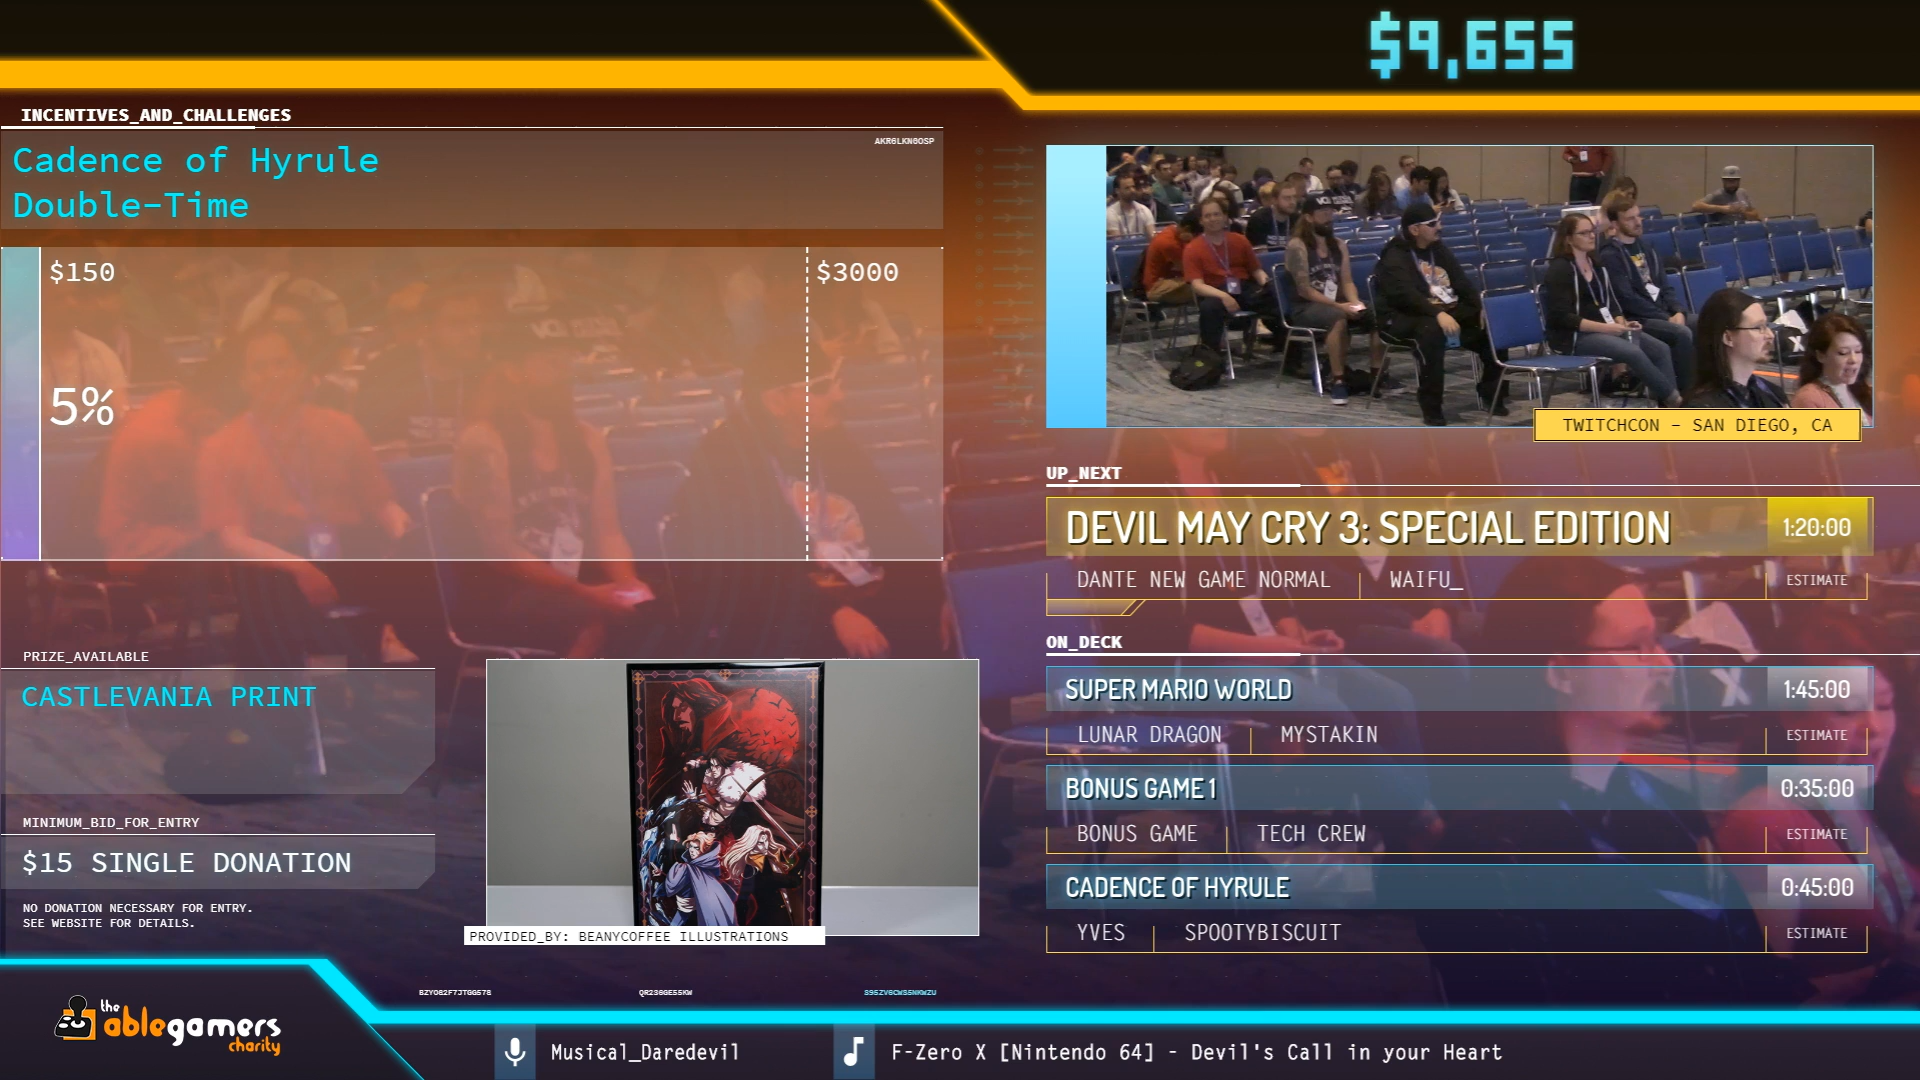 $9,655
INCENTIVES_AND_CHALLENGES
Cadence of Hyrule
Double-Time
AKR6LKN0OSP
$150
$3000
5%
TWITCHCON - SAN DIEGO, CA
UP_NEXT
DEVIL MAY CRY 3: SPECIAL EDITION
1:20:00
DANTE NEW GAME NORMAL
WAIFU_
ESTIMATE
ON_DECK
SUPER MARIO WORLD
1:45:00
LUNAR DRAGON
MYSTAKIN
ESTIMATE
BONUS GAME 1
0:35:00
BONUS GAME
TECH CREW
ESTIMATE
CADENCE OF HYRULE
0:45:00
YVES
SPOOTYBISCUIT
ESTIMATE
PRIZE_AVAILABLE
CASTLEVANIA PRINT
MINIMUM_BID_FOR_ENTRY
$15 SINGLE DONATION
NO DONATION NECESSARY FOR ENTRY.
SEE WEBSITE FOR DETAILS.
PROVIDED_BY: BEANYCOFFEE ILLUSTRATIONS
the
ablegamers
charity
Musical_Daredevil
F-Zero X [Nintendo 64] - Devil's Call in your Heart